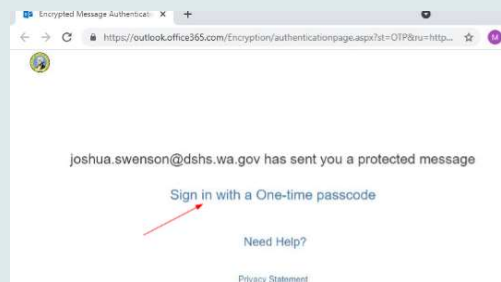 Encrypted Message Authenticati
https://outlook.office365.com/Encryption/authenticationpage.aspx?st=OTP&ru=http...
M
joshua.swenson@dshs.wa.gov has sent you a protected message
Sign in with a One-time passcode
Need Help?
Privacy Statement